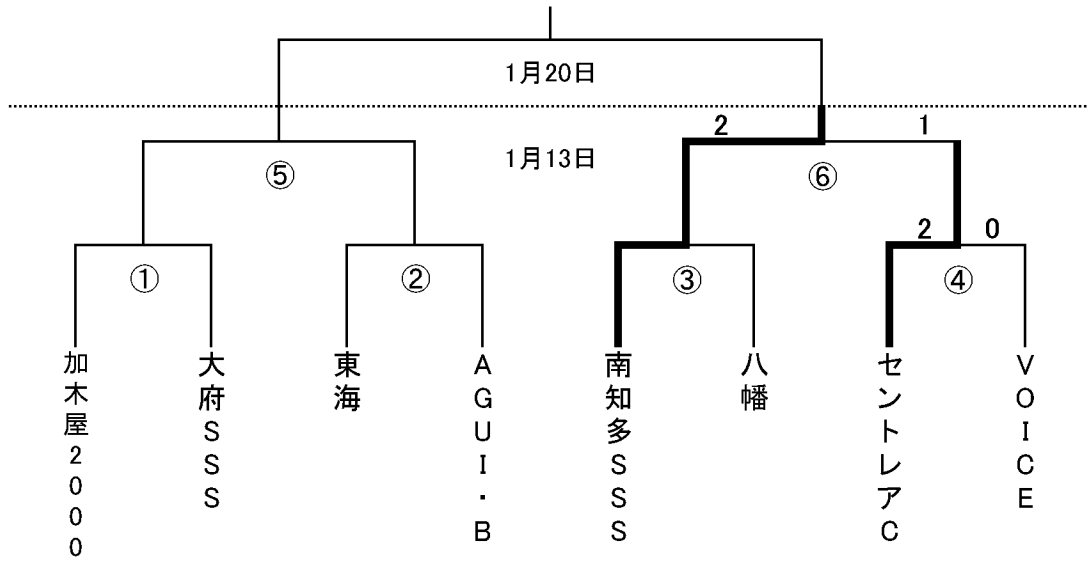 1月20日
2
1
1月13日
⑤
⑥
2
0
①
②
③
④
加木屋2000
大府SSS
東海
AGUI・B
南知多SSS
八幡
セントレアC
VOICE